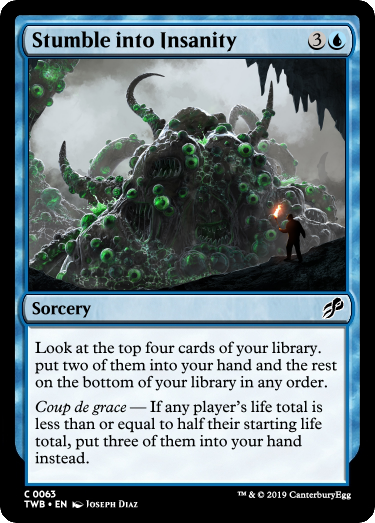 Stumble into Insanity 3
Sorcery
Look at the top four cards of your library.
put two of them into your hand and the rest
on the bottom of your library in any order.
Coup de grace — If any player's life total is
less than or equal to half their starting life
total, put three of them into your hand
instead.
C 0063
TWB • EN Joseph Diaz
™ & © 2019 CanterburyEgg